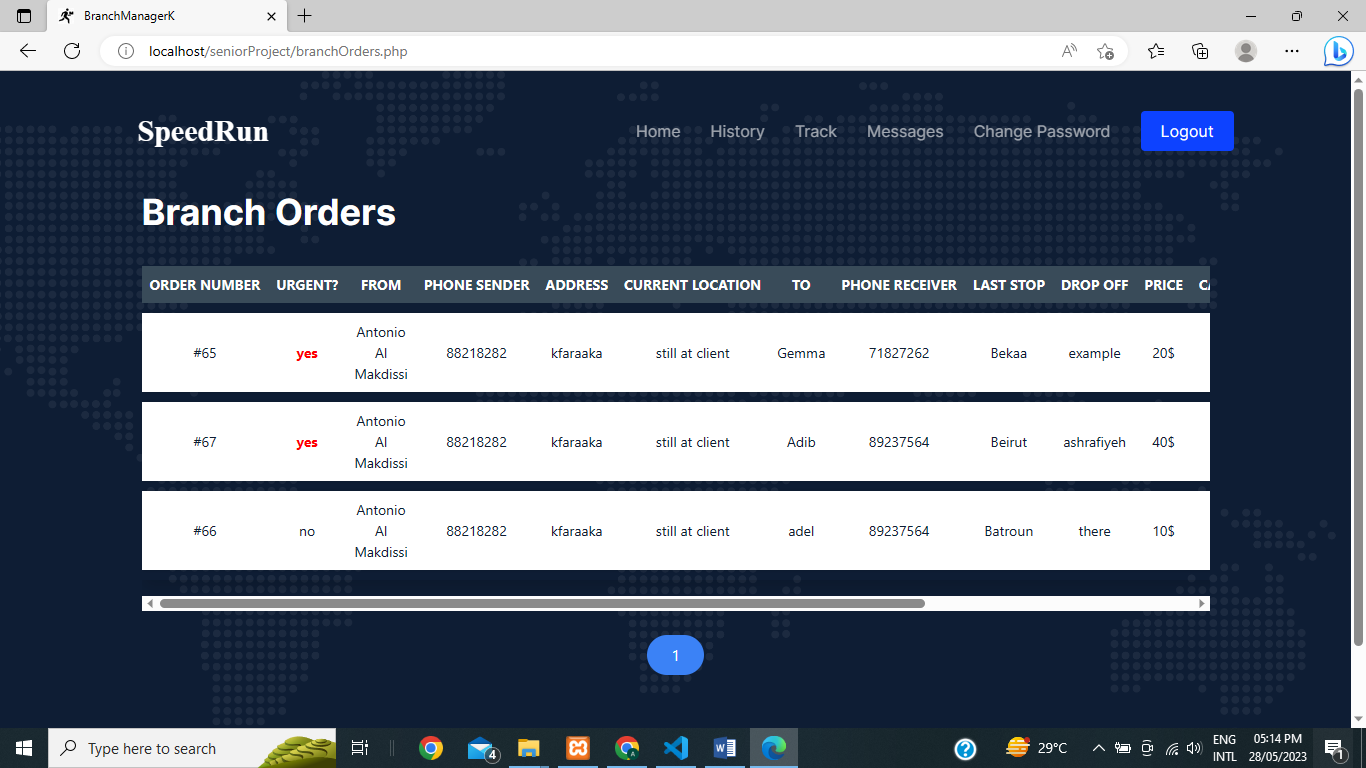 BranchManagerK
localhost/seniorProject/branchOrders.php
SpeedRun
Home History Track Messages Change Password Logout
Branch Orders
ORDER NUMBER URGENT? FROM PHONE SENDER ADDRESS CURRENT LOCATION TO PHONE RECEIVER LAST STOP DROP OFF PRICE
#65 yes Antonio Al Makdissi 88218282 kfaraaka still at client Gemma 71827262 Bekaa example 20$
#67 yes Antonio Al Makdissi 88218282 kfaraaka still at client Adib 89237564 Beirut ashrafiyeh 40$
#66 no Antonio Al Makdissi 88218282 kfaraaka still at client adel 89237564 Batroun there 10$
1
Type here to search
4
29°C
ENG
INTL
05:14 PM
28/05/2023
1